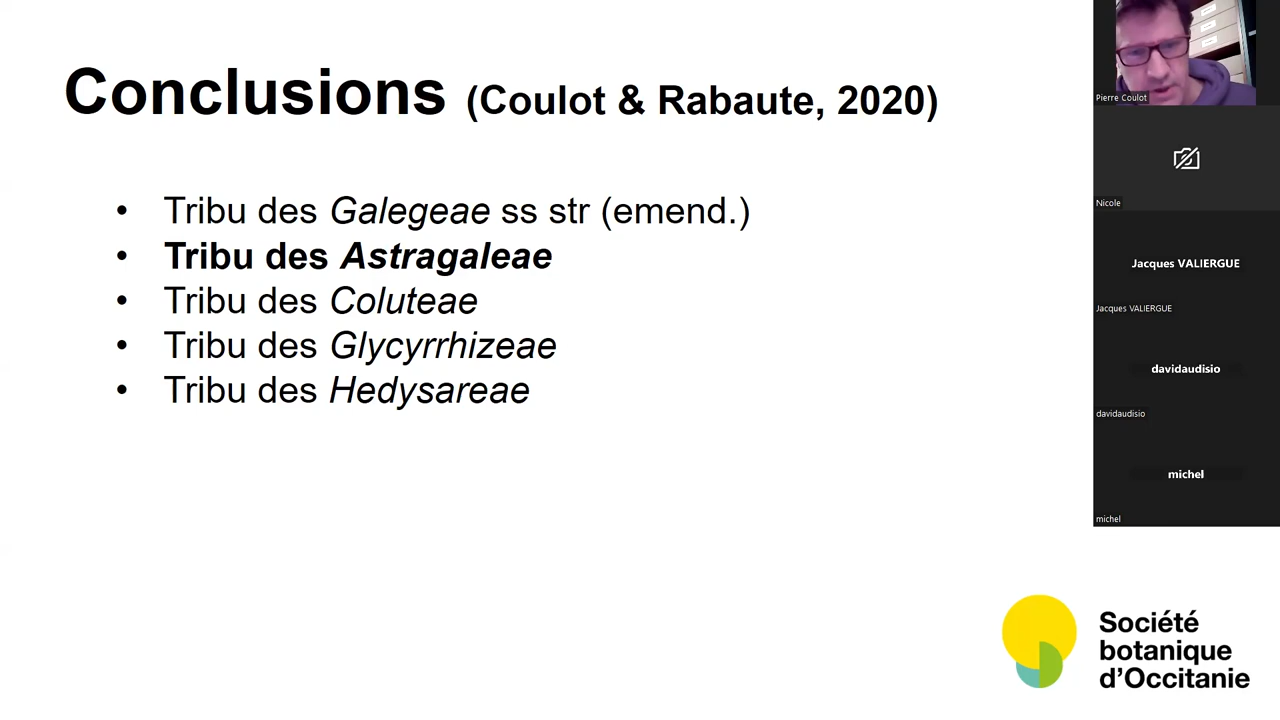 Conclusions (Coulot & Rabaute, 2020)
• Tribu des Galegeae ss str (emend.)
• Tribu des Astragaleae
• Tribu des Coluteae
• Tribu des Glycyrrhizeae
• Tribu des Hedysareae
Pierre Coulot
Nicole
Jacques VALIERGUE
Jacques VALIERGUE
davidaudisio
davidaudisio
michel
michel
Société
botanique
d'Occitanie